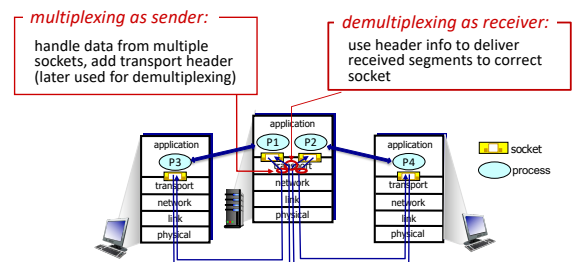 multiplexing as sender:
handle data from multiple
sockets, add transport header
(later used for demultiplexing)
demultiplexing as receiver:
use header info to deliver
received segments to correct
socket
application
P1 P2
transport
network
link
physical
application
P3
transport
network
link
physical
application
P4
transport
network
link
physical
socket
process